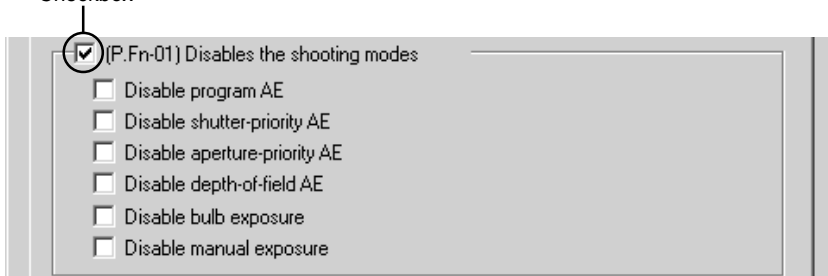 (P.Fn-01) Disables the shooting modes
Disable program AE
Disable shutter-priority AE
Disable aperture-priority AE
Disable depth-of-field AE
Disable bulb exposure
Disable manual exposure